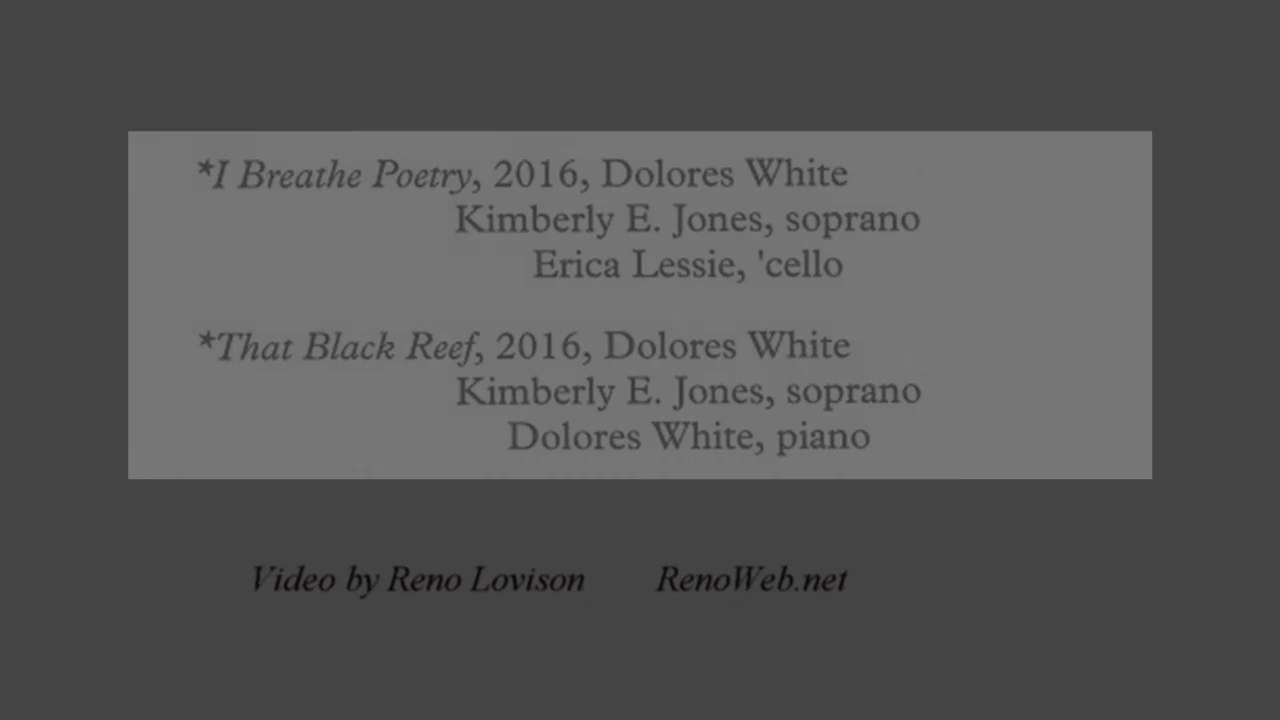 *I Breathe Poetry, 2016, Dolores White
Kimberly E. Jones, soprano
Erica Lessie, 'cello
*That Black Reef, 2016, Dolores White
Kimberly E. Jones, soprano
Dolores White, piano
Video by Reno Lovison RenoWeb.net